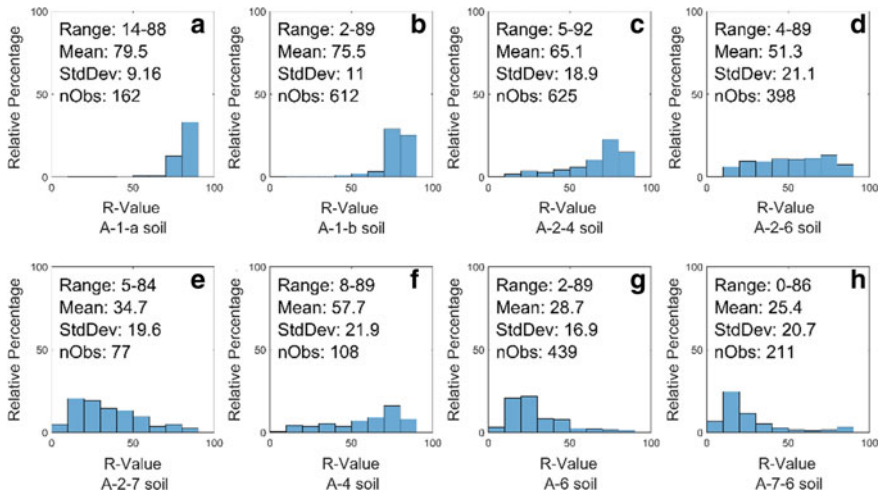 a
Range: 14-88
Mean: 79.5
StdDev: 9.16
nObs: 162
Relative Percentage
100
50
0
0
50
100
R-Value
A-1-a soil
b
Range: 2-89
Mean: 75.5
StdDev: 11
nObs: 612
Relative Percentage
100
50
0
0
50
100
R-Value
A-1-b soil
c
Range: 5-92
Mean: 65.1
StdDev: 18.9
nObs: 625
Relative Percentage
100
50
0
0
50
100
R-Value
A-2-4 soil
d
Range: 4-89
Mean: 51.3
StdDev: 21.1
nObs: 398
Relative Percentage
100
50
0
0
50
100
R-Value
A-2-6 soil
e
Range: 5-84
Mean: 34.7
StdDev: 19.6
nObs: 77
Relative Percentage
100
50
0
0
50
100
R-Value
A-2-7 soil
f
Range: 8-89
Mean: 57.7
StdDev: 21.9
nObs: 108
Relative Percentage
100
50
0
0
50
100
R-Value
A-4 soil
g
Range: 2-89
Mean: 28.7
StdDev: 16.9
nObs: 439
Relative Percentage
100
50
0
0
50
100
R-Value
A-6 soil
h
Range: 0-86
Mean: 25.4
StdDev: 20.7
nObs: 211
Relative Percentage
100
50
0
0
50
100
R-Value
A-7-6 soil